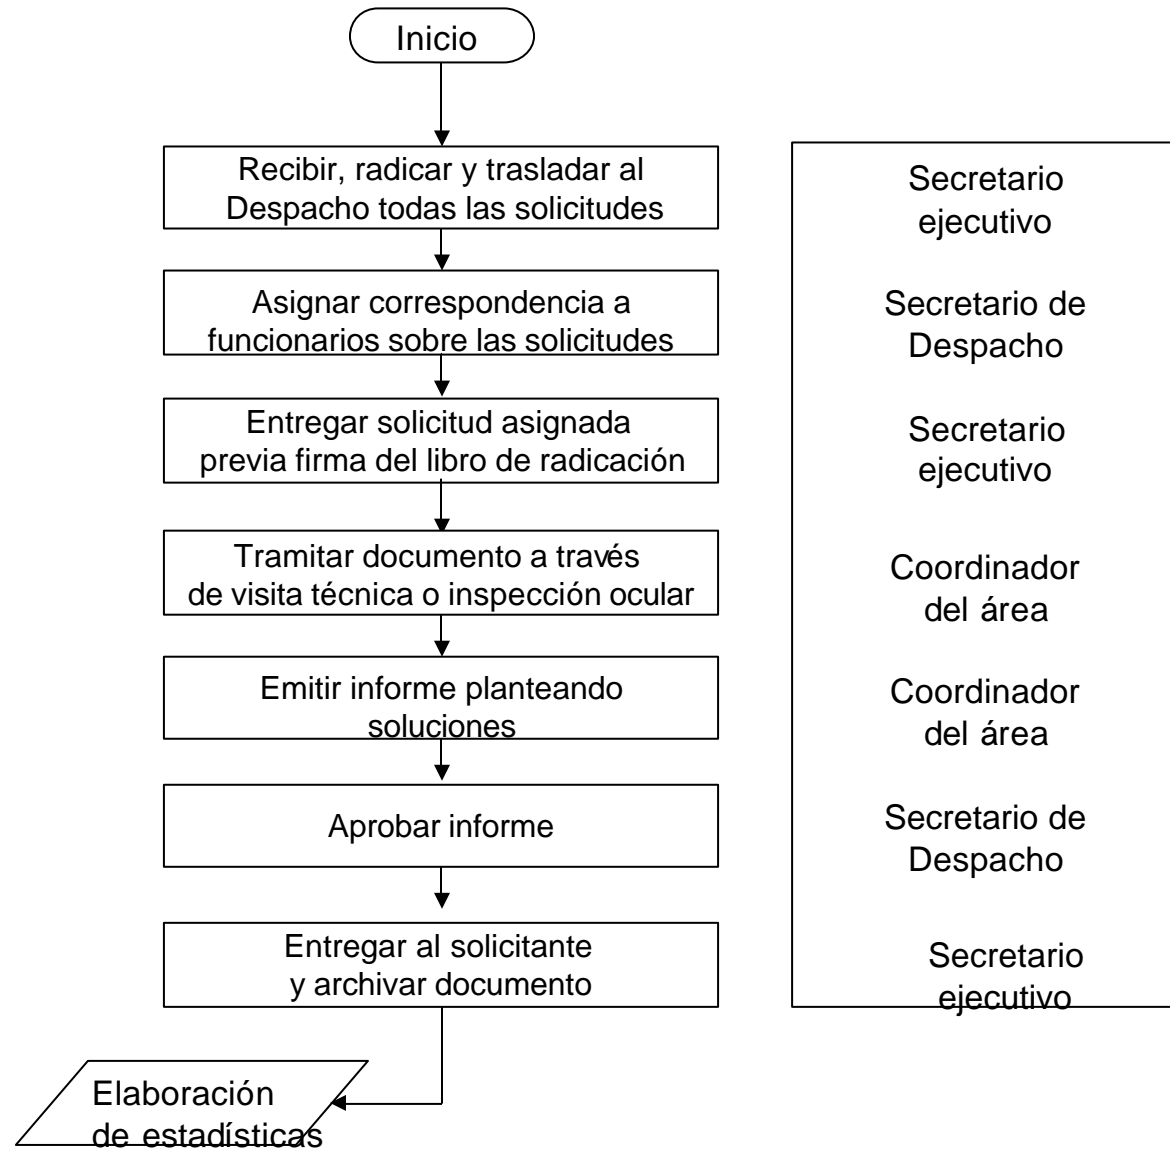 Inicio
Recibir, radicar y trasladar al
Despacho todas las solicitudes
Secretario
ejecutivo
Asignar correspondencia a
funcionarios sobre las solicitudes
Secretario de
Despacho
Entregar solicitud asignada
previa firma del libro de radicación
Secretario
ejecutivo
Tramitar documento a través
de visita técnica o inspección ocular
Coordinador
del área
Emitir informe planteando
soluciones
Coordinador
del área
Aprobar informe
Secretario de
Despacho
Entregar al solicitante
y archivar documento
Secretario
ejecutivo
Elaboración
de estadísticas